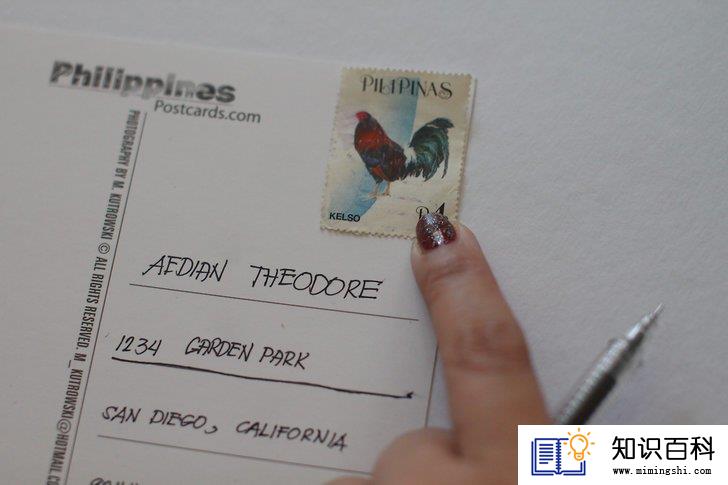 Philippines
Postcards.com
PHOTOGRAPHY BY M. KUTROWSKI © ALL RIGHTS RESERVED. M_KUTROWSKI@HOTMAIL.CO
PILIPINAS
KELSO
AEDIAN THEODORE
1234 GARDEN PARK
SAN DIEGO, CALIFORNIA
知识百科
www.mimingshi.com